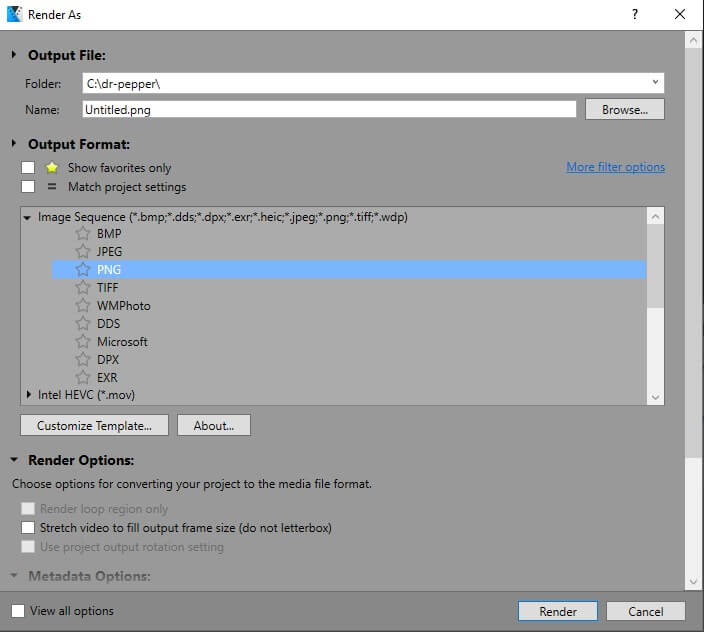 Render As
?
Output File:
Folder: C:\dr-pepper\
Name: Untitled.png Browse...
Output Format:
Show favorites only More filter options
= Match project settings
Image Sequence (*.bmp;*.dds;*.dpx;*.exr;*.heic;*.jpeg;*.png;*.tiff;*.wdp)
BMP
JPEG
PNG
TIFF
WMPhoto
DDS
Microsoft
DPX
EXR
Intel HEVC (*.mov)
Customize Template... About...
Render Options:
Choose options for converting your project to the media file format.
Render loop region only
Stretch video to fill output frame size (do not letterbox)
Use project output rotation setting
Metadata Options:
View all options Render Cancel